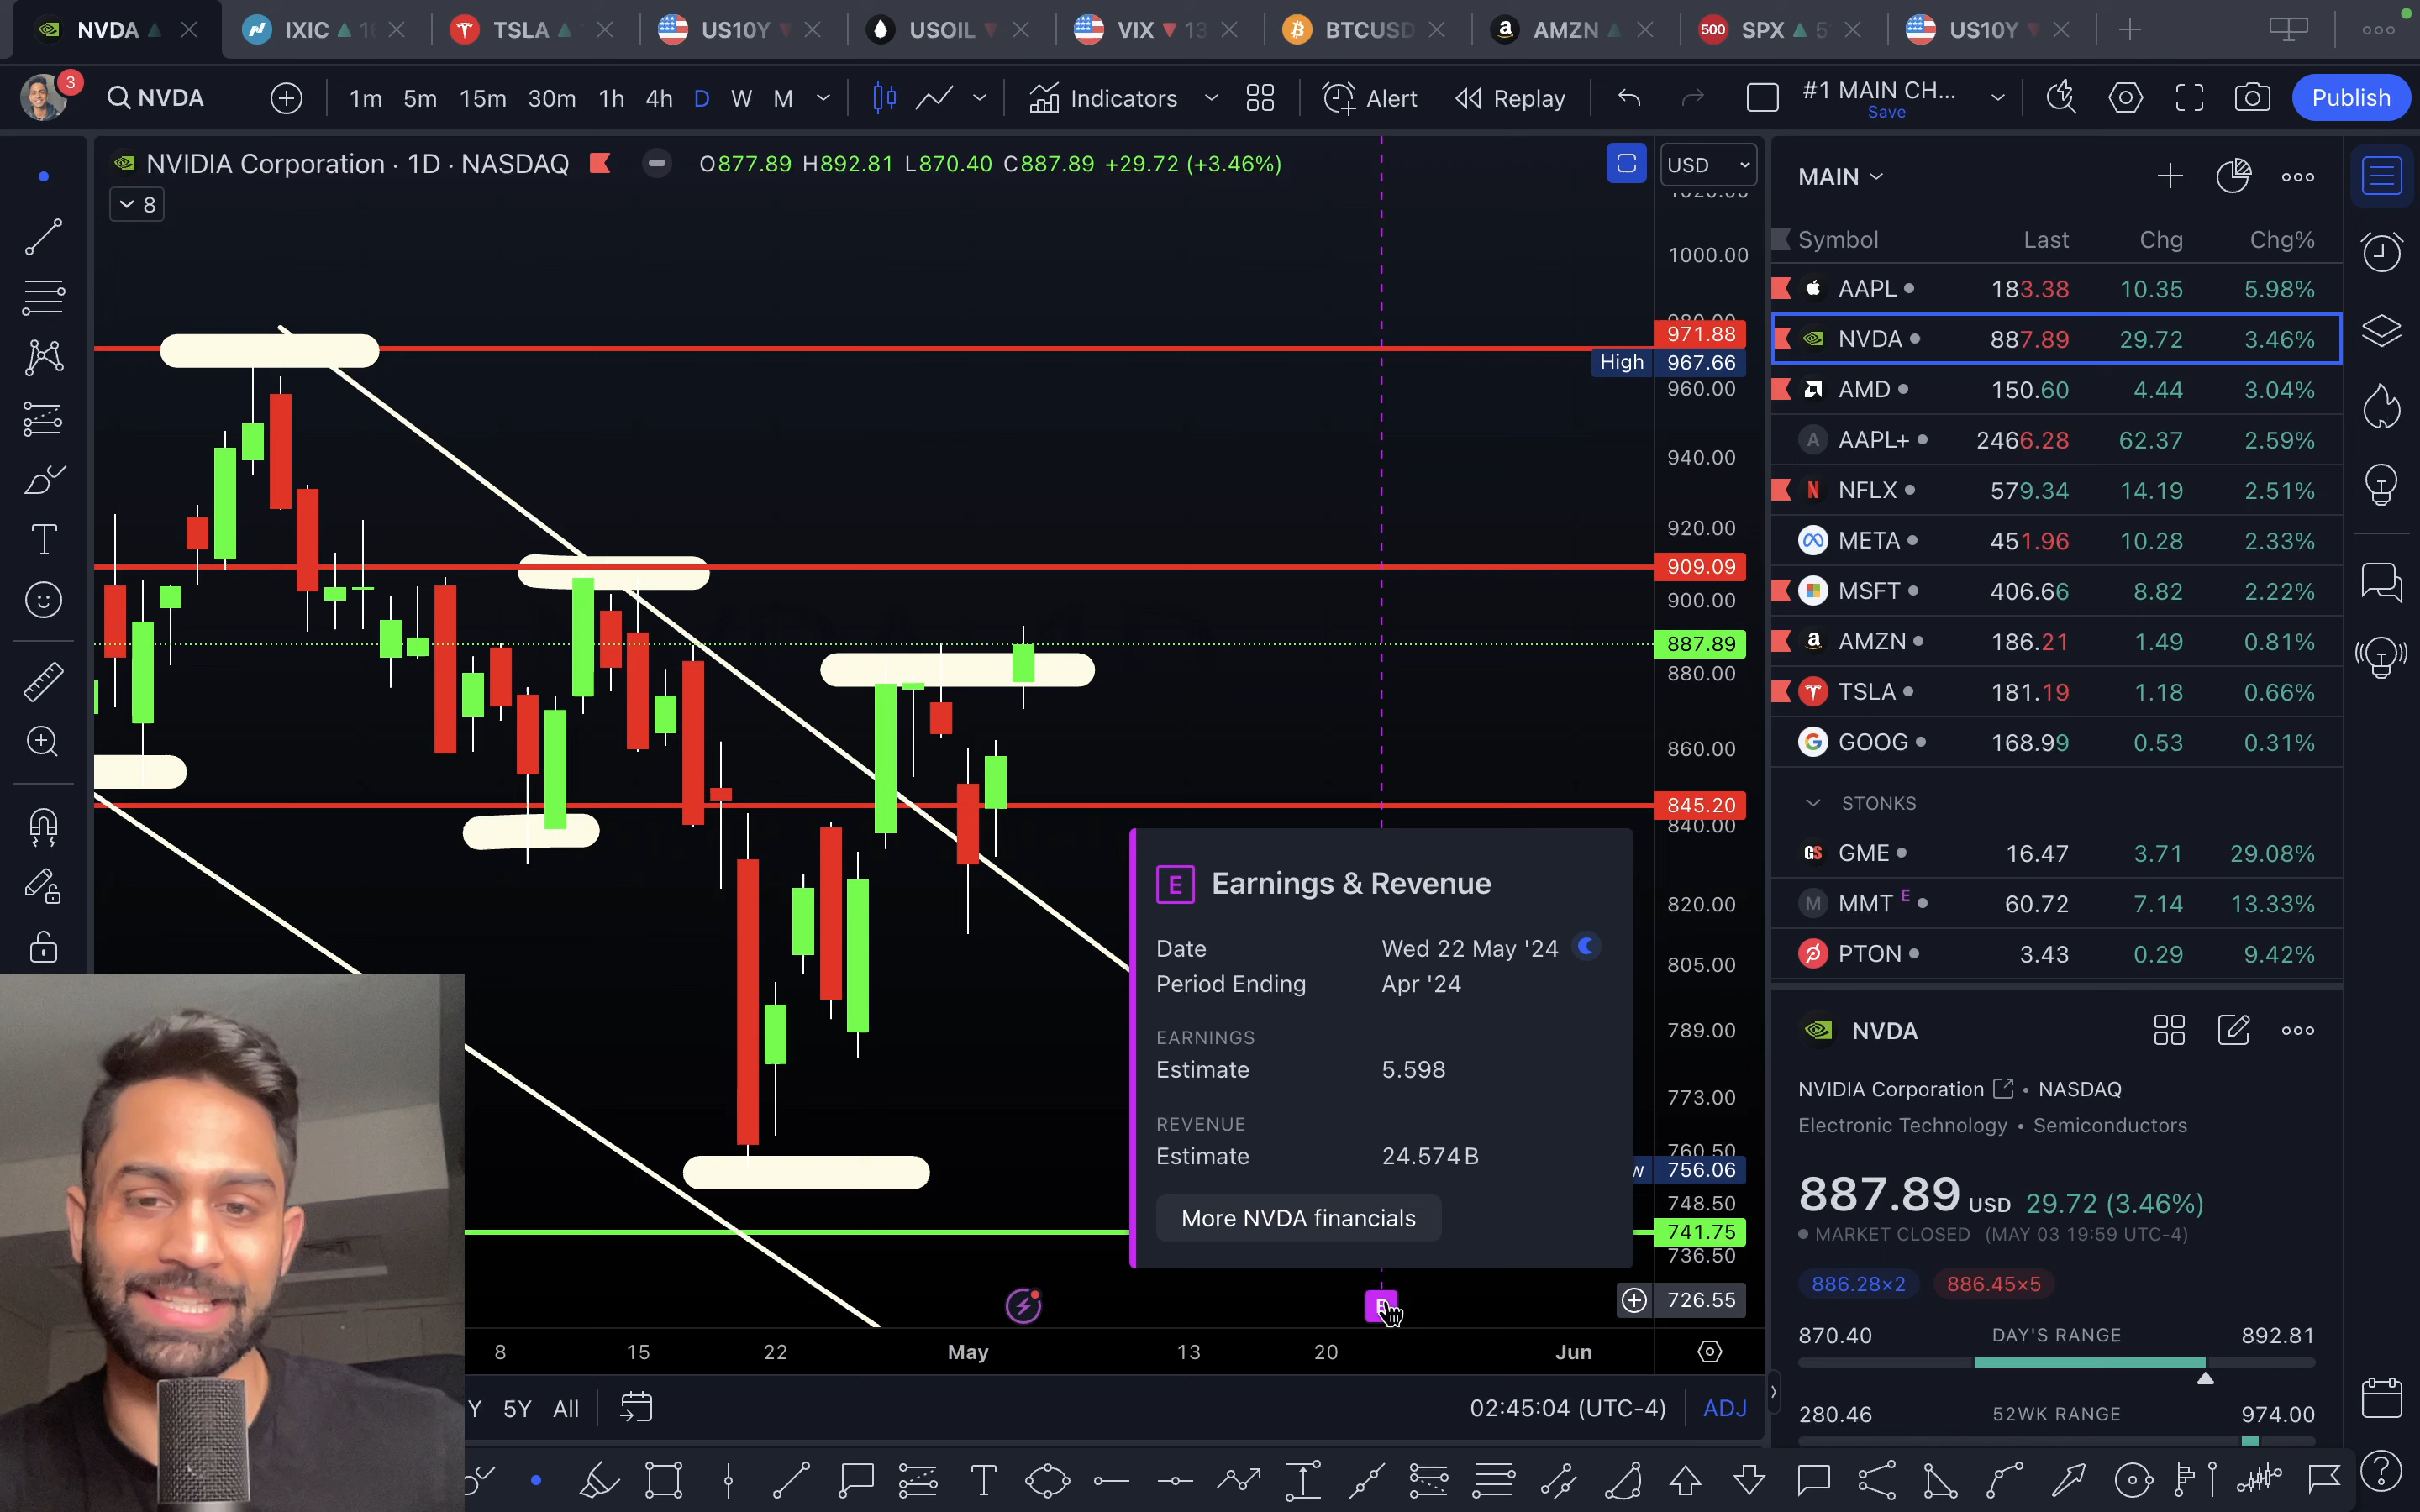 NVDA
IXIC
TSLA
US10Y
USOIL
VIX 13
BTCUSD
AMZN
500 SPX 5
US10Y
3
NVDA
1m 5m 15m 30m 1h 4h D W M
Indicators
Alert
Replay
#1 MAIN CH...
Save
Publish
NVIDIA Corporation · 1D · NASDAQ
O877.89 H892.81 L870.40 C887.89 +29.72 (+3.46%)
8
USD
1000.00
971.88
High 967.66
960.00
940.00
920.00
909.09
900.00
887.89
880.00
860.00
845.20
840.00
820.00
805.00
789.00
773.00
760.50
756.06
748.50
741.75
736.50
726.55
E Earnings & Revenue
Date Wed 22 May '24
Period Ending Apr '24
EARNINGS
Estimate 5.598
REVENUE
Estimate 24.574B
More NVDA financials
8 15 22 May 13 20 Jun
Y 5Y All
02:45:04 (UTC-4) ADJ
MAIN
Symbol Last Chg Chg%
AAPL 183.38 10.35 5.98%
NVDA 887.89 29.72 3.46%
AMD 150.60 4.44 3.04%
A AAPL+ 2466.28 62.37 2.59%
N NFLX 579.34 14.19 2.51%
META 451.96 10.28 2.33%
MSFT 406.66 8.82 2.22%
a AMZN 186.21 1.49 0.81%
TSLA 181.19 1.18 0.66%
G GOOG 168.99 0.53 0.31%
STONKS
GS GME 16.47 3.71 29.08%
M MMT E 60.72 7.14 13.33%
PTON 3.43 0.29 9.42%
NVDA
NVIDIA Corporation • NASDAQ
Electronic Technology • Semiconductors
887.89 USD 29.72 (3.46%)
MARKET CLOSED (MAY 03 19:59 UTC-4)
886.28×2 886.45×5
870.40 DAY'S RANGE 892.81
280.46 52WK RANGE 974.00